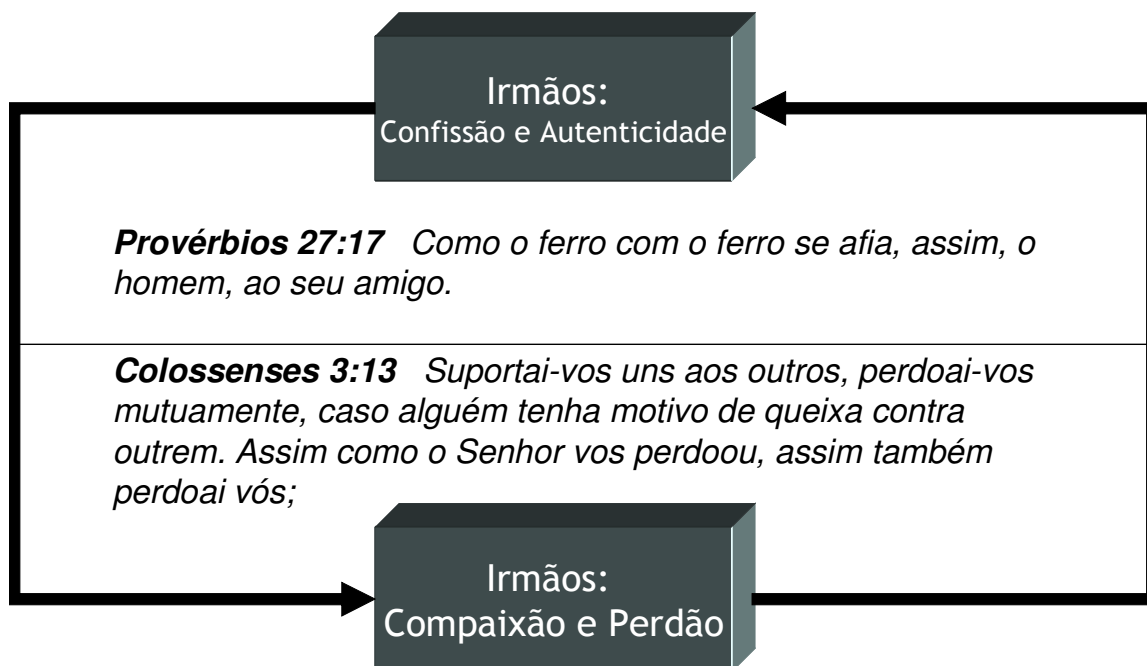 Irmãos:
Confissão e Autenticidade
Provérbios 27:17 Como o ferro com o ferro se afia, assim, o
homem, ao seu amigo.
Colossenses 3:13 Suportai-vos uns aos outros, perdoai-vos
mutuamente, caso alguém tenha motivo de queixa contra
outrem. Assim como o Senhor vos perdoou, assim também
perdoai vós;
Irmãos:
Compaixão e Perdão